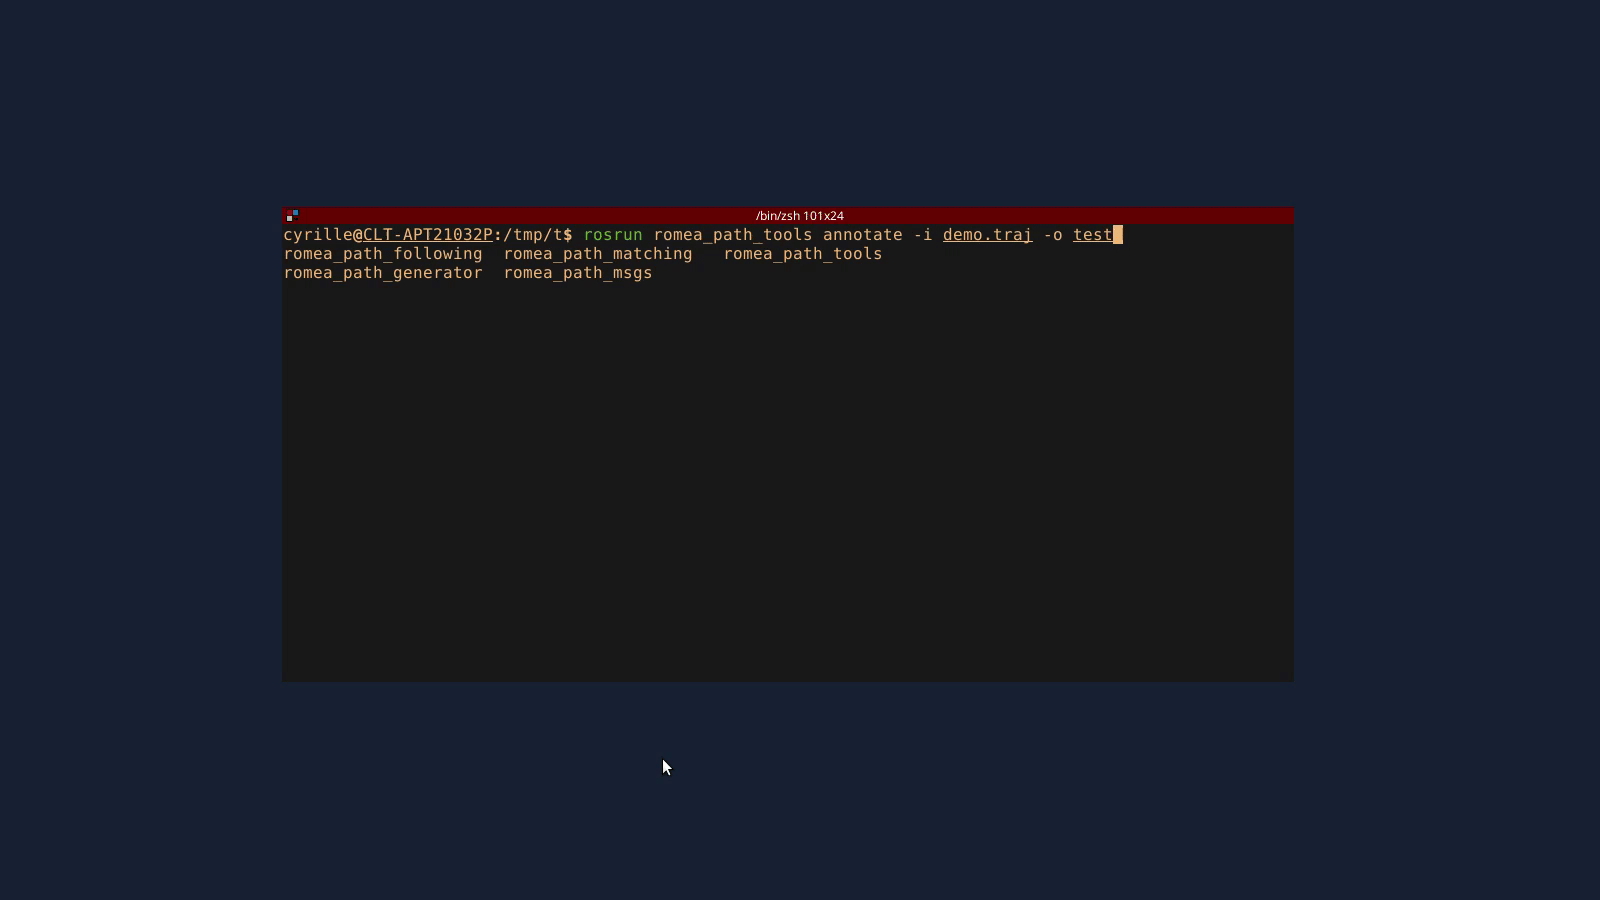 /bin/zsh 101x24
cyrille@CLT-APT21032P:/tmp/t$ rosrun romea_path_tools annotate -i demo.traj -o test
romea_path_following  romea_path_matching   romea_path_tools
romea_path_generator  romea_path_msgs